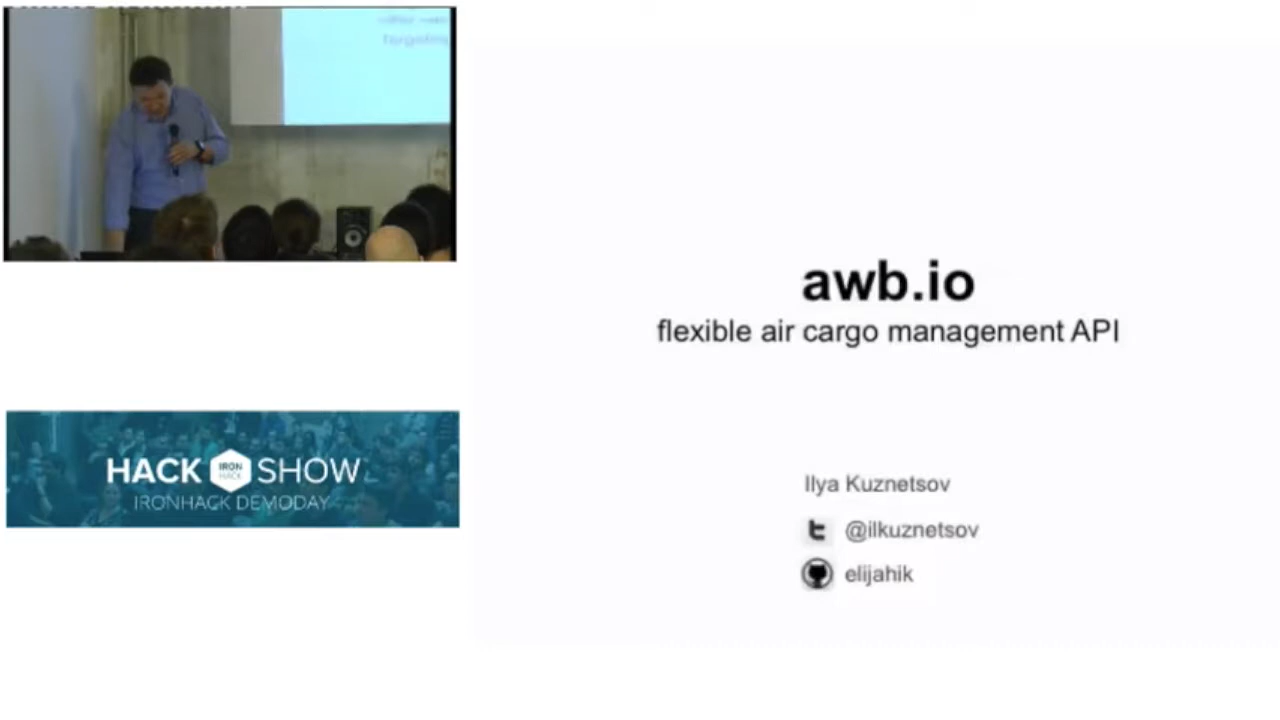 HACK IRON HACK SHOW
IRONHACK DEMODAY
awb.io
flexible air cargo management API
Ilya Kuznetsov
@ilkuznetsov
elijahik